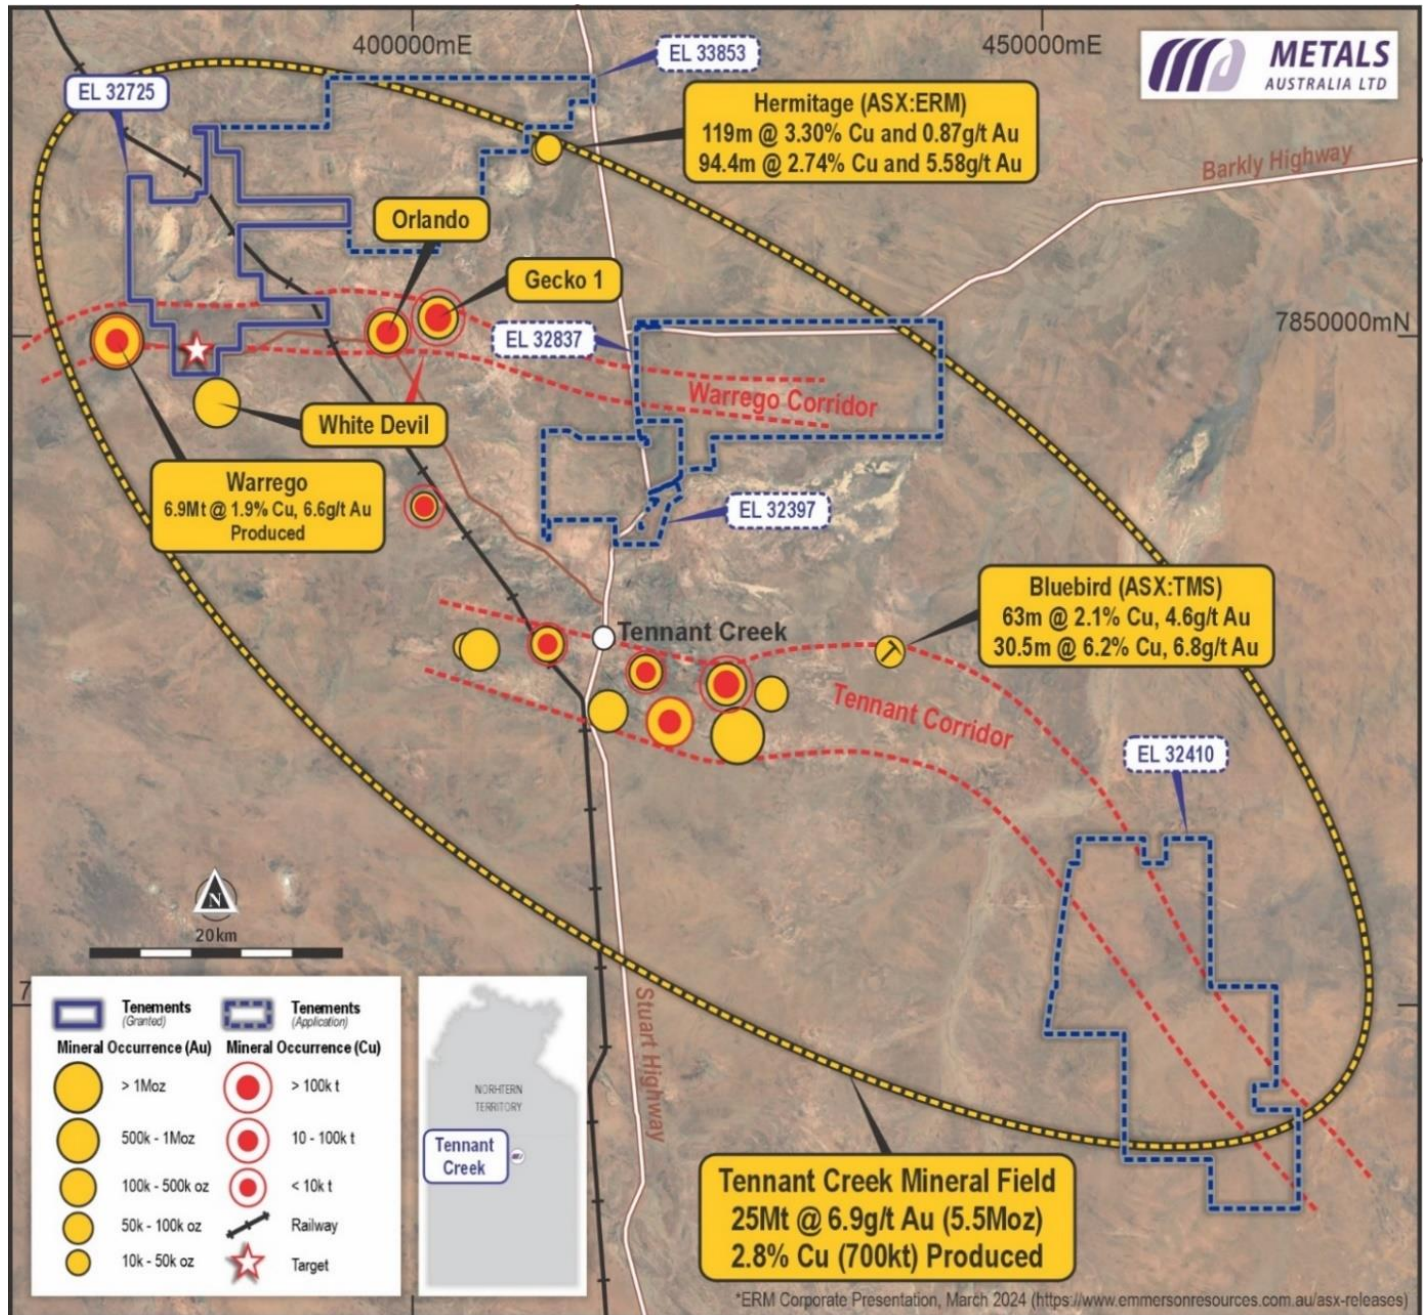 400000mE
450000mE
EL 33853
METALS
AUSTRALIA LTD
EL 32725
Hermitage (ASX:ERM)
119m @ 3.30% Cu and 0.87g/t Au
94.4m @ 2.74% Cu and 5.58g/t Au
Barkly Highway
Orlando
Gecko 1
EL 32837
7850000mN
Warrego Corridor
White Devil
Warrego
6.9Mt @ 1.9% Cu, 6.6g/t Au
Produced
EL 32397
Bluebird (ASX:TMS)
63m @ 2.1% Cu, 4.6g/t Au
30.5m @ 6.2% Cu, 6.8g/t Au
Tennant Creek
Tennant Corridor
EL 32410
N
20km
7
Stuart Highway
Tenements
(Granted)
Tenements
(Application)
Mineral Occurrence (Au)
Mineral Occurrence (Cu)
> 1Moz
> 100k t
500k - 1Moz
10 - 100k t
100k - 500k oz
< 10k t
50k - 100k oz
Railway
10k - 50k oz
Target
NORHTERN
TERRITORY
Tennant
Creek
Tennant Creek Mineral Field
25Mt @ 6.9g/t Au (5.5Moz)
2.8% Cu (700kt) Produced
*ERM Corporate Presentation, March 2024 (https://www.emmersonresources.com.au/asx-releases)